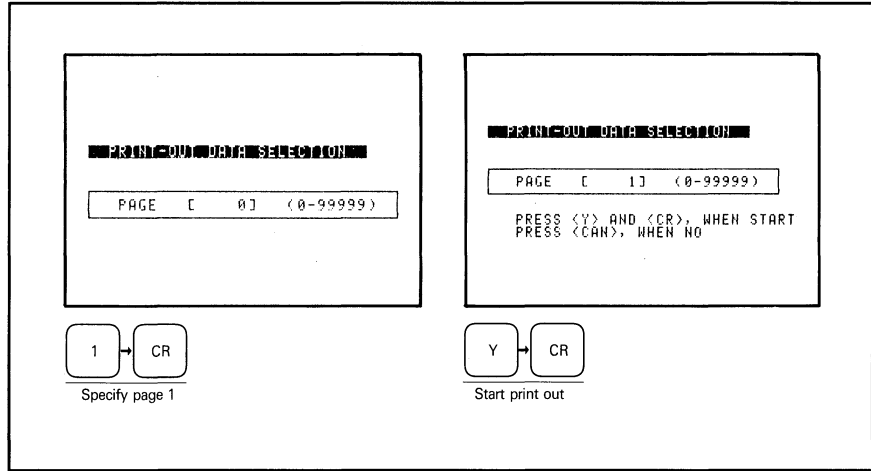 PRINT-OUT DATA SELECTION
PAGE [ 0] (0-99999)
1 → CR
Specify page 1
PRINT-OUT DATA SELECTION
PAGE [ 1] (0-99999)
PRESS <Y> AND <CR>, WHEN START
PRESS <CAN>, WHEN NO
Y → CR
Start print out